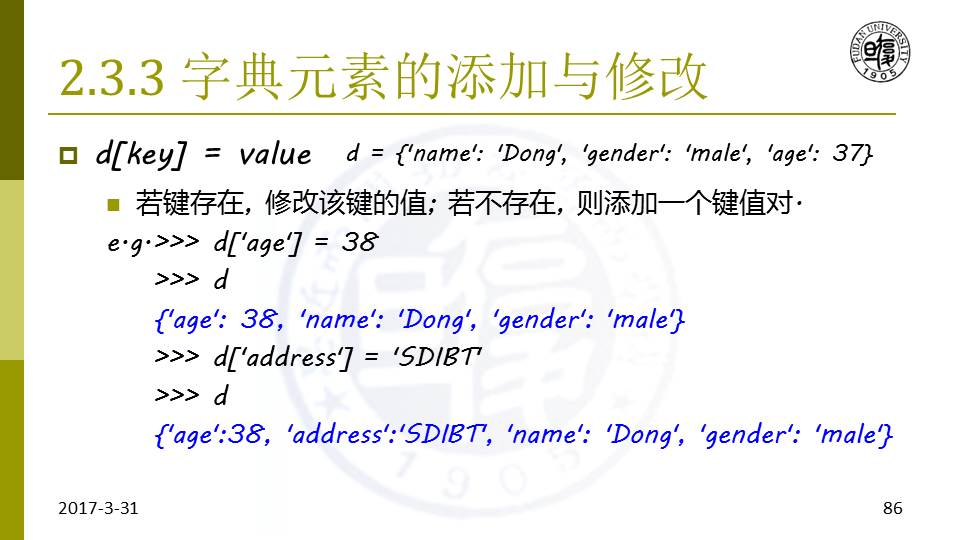 2.3.3 字典元素的添加与修改
FUDAN UNIVERSITY
1905
d[key] = value d = {'name': 'Dong', 'gender': 'male', 'age': 37}
若键存在, 修改该键的值; 若不存在, 则添加一个键值对.
e.g.>>> d['age'] = 38
>>> d
{'age': 38, 'name': 'Dong', 'gender': 'male'}
>>> d['address'] = 'SDIBT'
>>> d
{'age':38, 'address':'SDIBT', 'name': 'Dong', 'gender': 'male'}
1905
2017-3-31
86